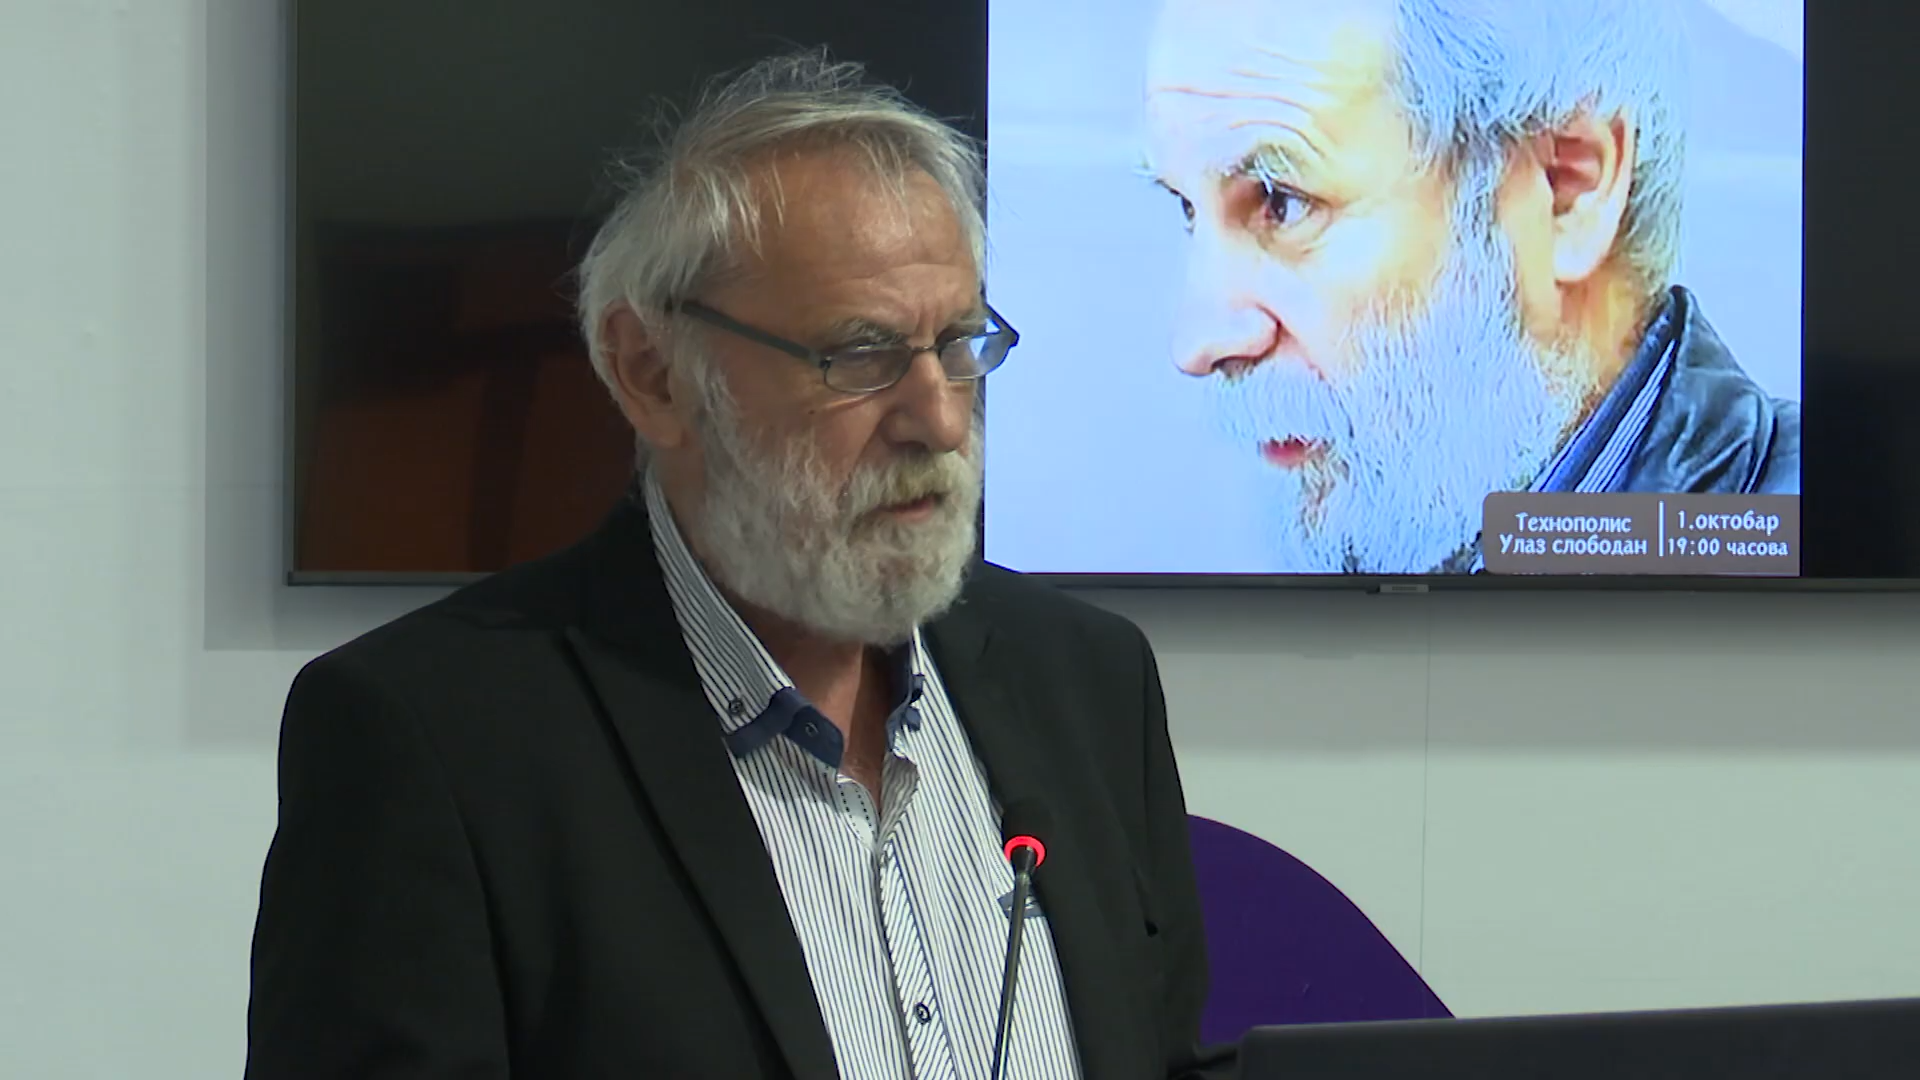 Технополис
Улаз слободан
1.октобар
19:00 часова